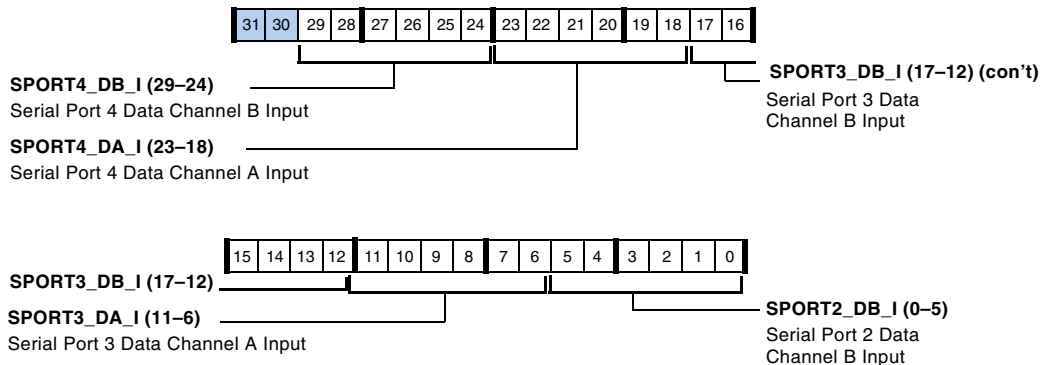 31 30 29 28 27 26 25 24 23 22 21 20 19 18 17 16
SPORT4_DB_I (29–24)
Serial Port 4 Data Channel B Input
SPORT4_DA_I (23–18)
Serial Port 4 Data Channel A Input
SPORT3_DB_I (17–12) (con't)
Serial Port 3 Data
Channel B Input
15 14 13 12 11 10 9 8 7 6 5 4 3 2 1 0
SPORT3_DB_I (17–12)
SPORT3_DA_I (11–6)
Serial Port 3 Data Channel A Input
SPORT2_DB_I (0–5)
Serial Port 2 Data
Channel B Input